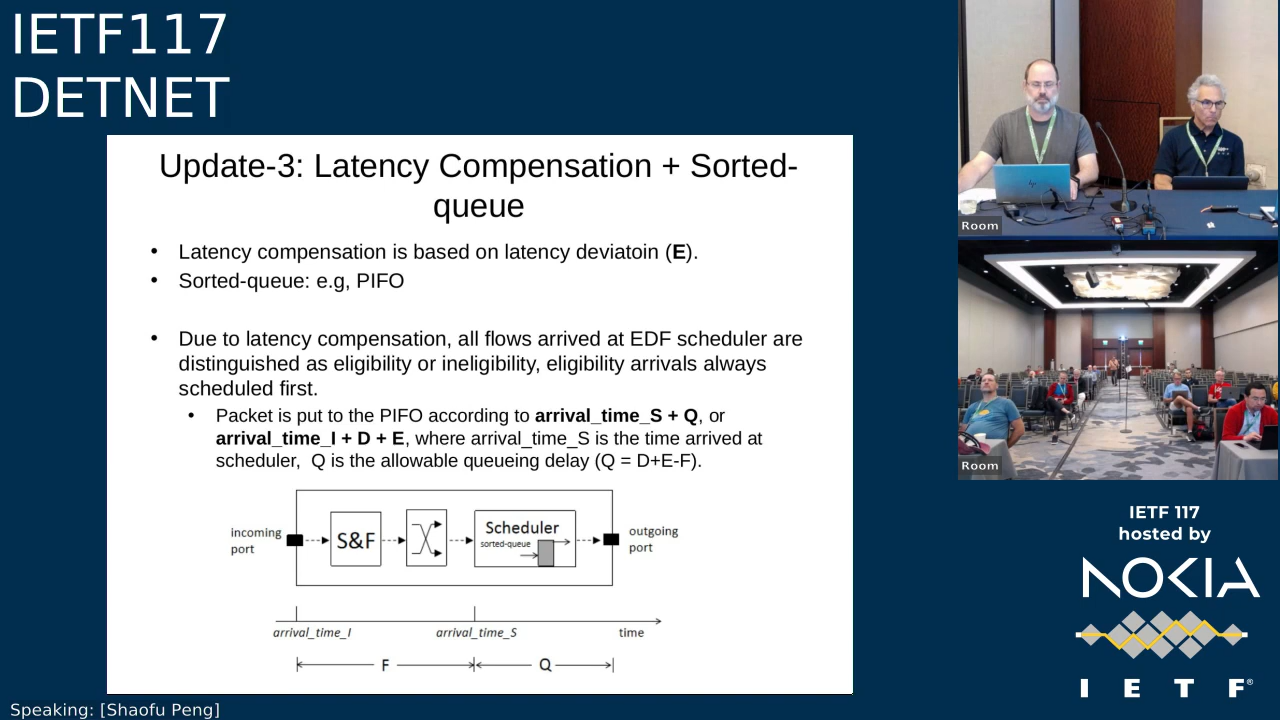 IETF117
DETNET
Update-3: Latency Compensation + Sorted-
queue
• Latency compensation is based on latency deviatoin (E).
• Sorted-queue: e.g, PIFO
• Due to latency compensation, all flows arrived at EDF scheduler are
distinguished as eligibility or ineligibility, eligibility arrivals always
scheduled first.
• Packet is put to the PIFO according to arrival_time_S + Q, or
arrival_time_I + D + E, where arrival_time_S is the time arrived at
scheduler,  Q is the allowable queueing delay (Q = D+E-F).
incoming
port
S&F
Scheduler
sorted-queue
outgoing
port
arrival_time_I
arrival_time_S
time
F
Q
Room
Room
IETF 117
hosted by
NOKIA
I E T F®
Speaking: [Shaofu Peng]